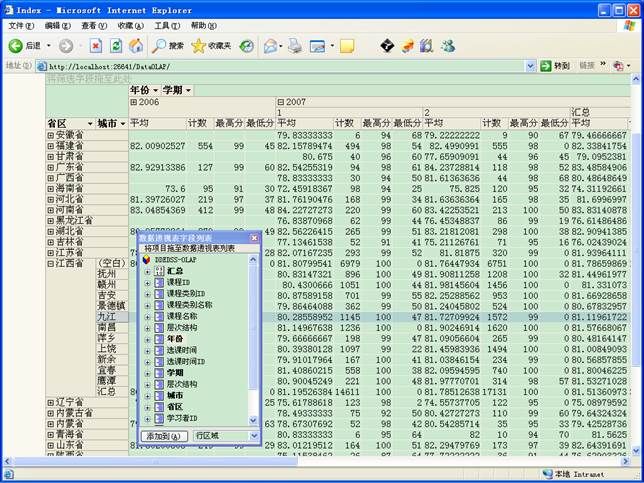 Index - Microsoft Internet Explorer
文件(F) 编辑(E) 查看(V) 收藏(A) 工具(T) 帮助(H)
后退 搜索 收藏夹
地址(D) http://localhost:26641/DataOLAP/ 转到 链接
将筛选字段拖至此处
年份 学期
2006 2007
1 2 汇总
省区 城市 平均 计数 最高分 最低分 平均 计数 最高分 最低分 平均 计数 最高分 最低分 平均
安徽省 79.83333333 6 94 68 79.22222222 9 90 67 79.46666667
福建省 82.00902527 554 99 45 82.15789474 494 98 54 82.4990991 555 98 0 82.33841754
甘肃省 80.675 40 96 60 77.65909091 44 96 45 79.0952381
广东省 82.92913386 127 99 60 82.54255319 94 98 61 84.23728814 118 98 52 83.48584906
广西省 78.83333333 30 94 50 81.61363636 44 98 68 80.48648649
海南省 73.6 95 91 30 72.45918367 98 94 25 75.825 120 95 32 74.31192661
河北省 81.39726027 219 97 37 81.76190476 168 99 34 81.63636364 165 98 35 81.6996997
河南省 83.04854369 412 99 48 84.22727273 220 99 60 83.42253521 213 100 50 83.83140878
黑龙江省 76.83870968 62 99 44 76.45348837 86 99 19 76.61486486
湖北省 82.56226415 265 99 51 83.21812081 298 100 38 82.90941385
吉林省 77.13461538 52 91 41 75.21126761 71 95 16 76.02439024
江苏省 82.07167235 293 99 52 81.81875 320 99 0 81.93964111
江西省 (空白) 81.80799541 6979 100 0 81.76447934 6751 100 0 81.78659869
抚州 80.83147321 896 100 49 81.90811258 1208 100 32 81.44961977
赣州 80.4300066 1051 100 44 81.98145604 1456 100 0 81.331073
吉安 80.87589158 701 99 55 82.25288562 953 100 0 81.66928658
景德镇 79.86464088 362 99 50 81.24045802 524 100 0 80.67832957
九江 80.28558952 1145 100 47 81.72709924 1572 99 0 81.11961722
南昌 81.14967638 1236 100 0 81.90246914 1620 100 0 81.57668067
萍乡 79.66666667 198 99 47 81.09056604 265 100 0 80.48164147
上饶 80.39380128 1097 99 22 81.45983936 1494 100 0 81.00849093
新余 79.91017964 167 100 41 81.03846154 234 99 0 80.56857855
宜春 81.40860215 558 100 38 82.09594595 740 100 0 81.80046225
鹰潭 80.90045249 221 100 48 81.97770701 314 98 57 81.53271028
汇总 81.19526384 14611 100 0 81.78512638 17131 100 0
辽宁省 75.61788618 123 98 2 74.55737705 122 95 0 75.08979592
内蒙古省 78.49333333 75 92 50 80.42727273 110 99 60 79.64324324
内蒙省 78.67307692 52 98 42 80.54285714 35 95 33 79.42528736
青海省 80.83333333 6 95 64 82 10 94 70 81.5625
山东省 83.01219512 164 100 51 82.29479769 173 97 39 82.64391691
数据透视表字段列表
将项目拖至数据透视表列表
DDEDSS-OLAP
汇总
课程ID
课程类别ID
课程类别名称
课程名称
层次结构
年份
选课时间
选课时间ID
学期
层次结构
城市
省区
学习者ID
添加到(A) 行区域
本地 Intranet